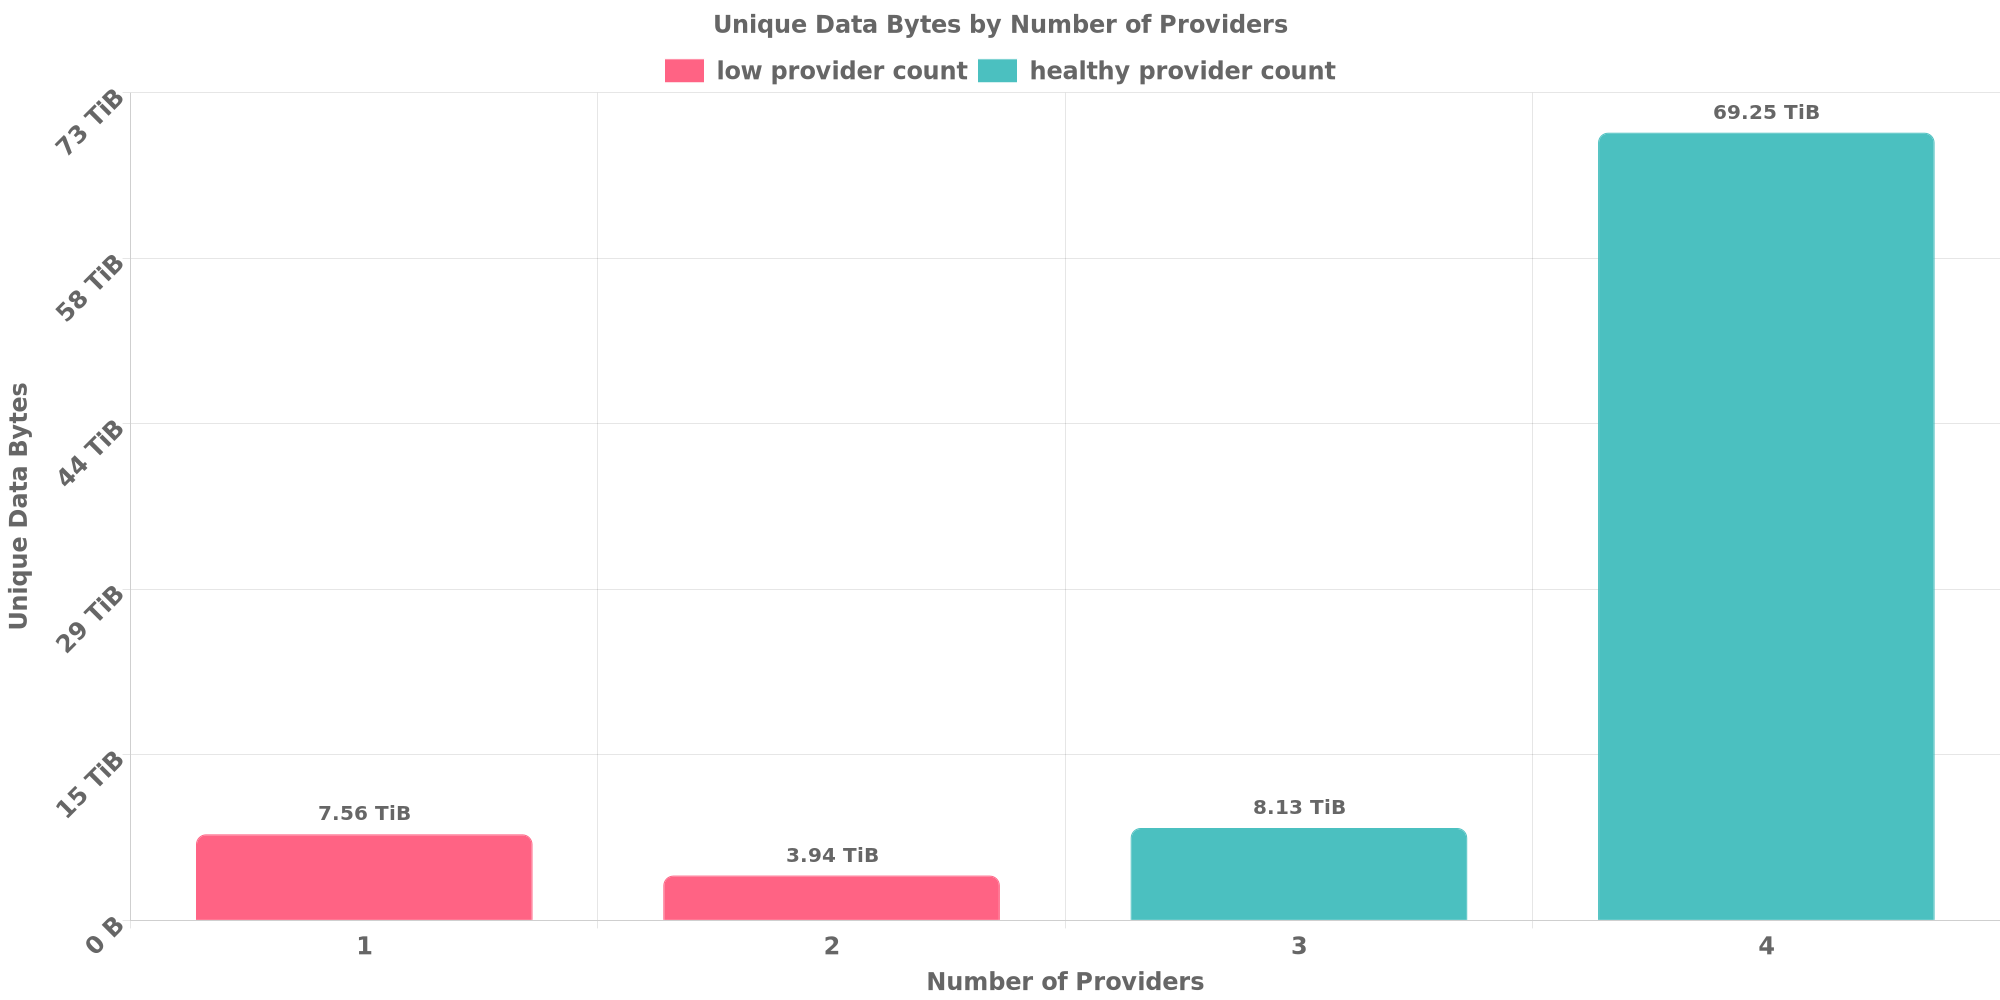 Unique Data Bytes by Number of Providers
low provider count healthy provider count
73 TiB
58 TiB
44 TiB
29 TiB
15 TiB
0 B
Unique Data Bytes
7.56 TiB
3.94 TiB
8.13 TiB
69.25 TiB
1 2 3 4
Number of Providers